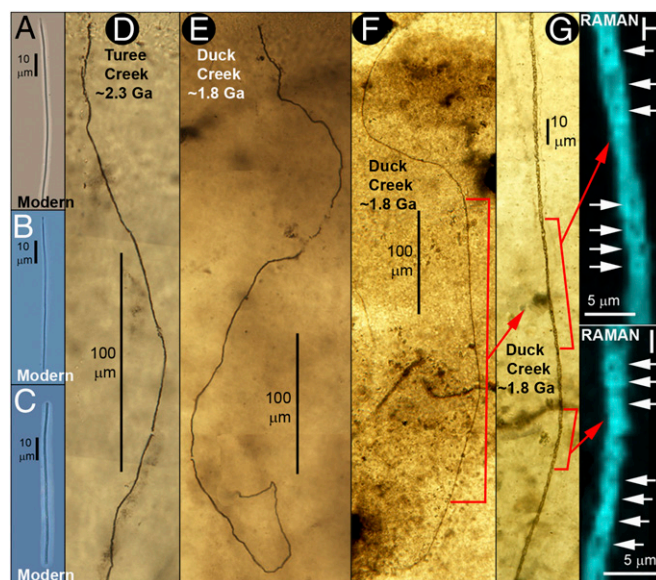 A
10
µm
Modern
B
10
µm
Modern
C
10
µm
Modern
D
Turee
Creek
~2.3 Ga
100
µm
E
Duck
Creek
~1.8 Ga
100
µm
F
Duck
Creek
~1.8 Ga
100
µm
G
10
µm
Duck
Creek
~1.8 Ga
RAMAN H
5 µm
RAMAN I
5 µm